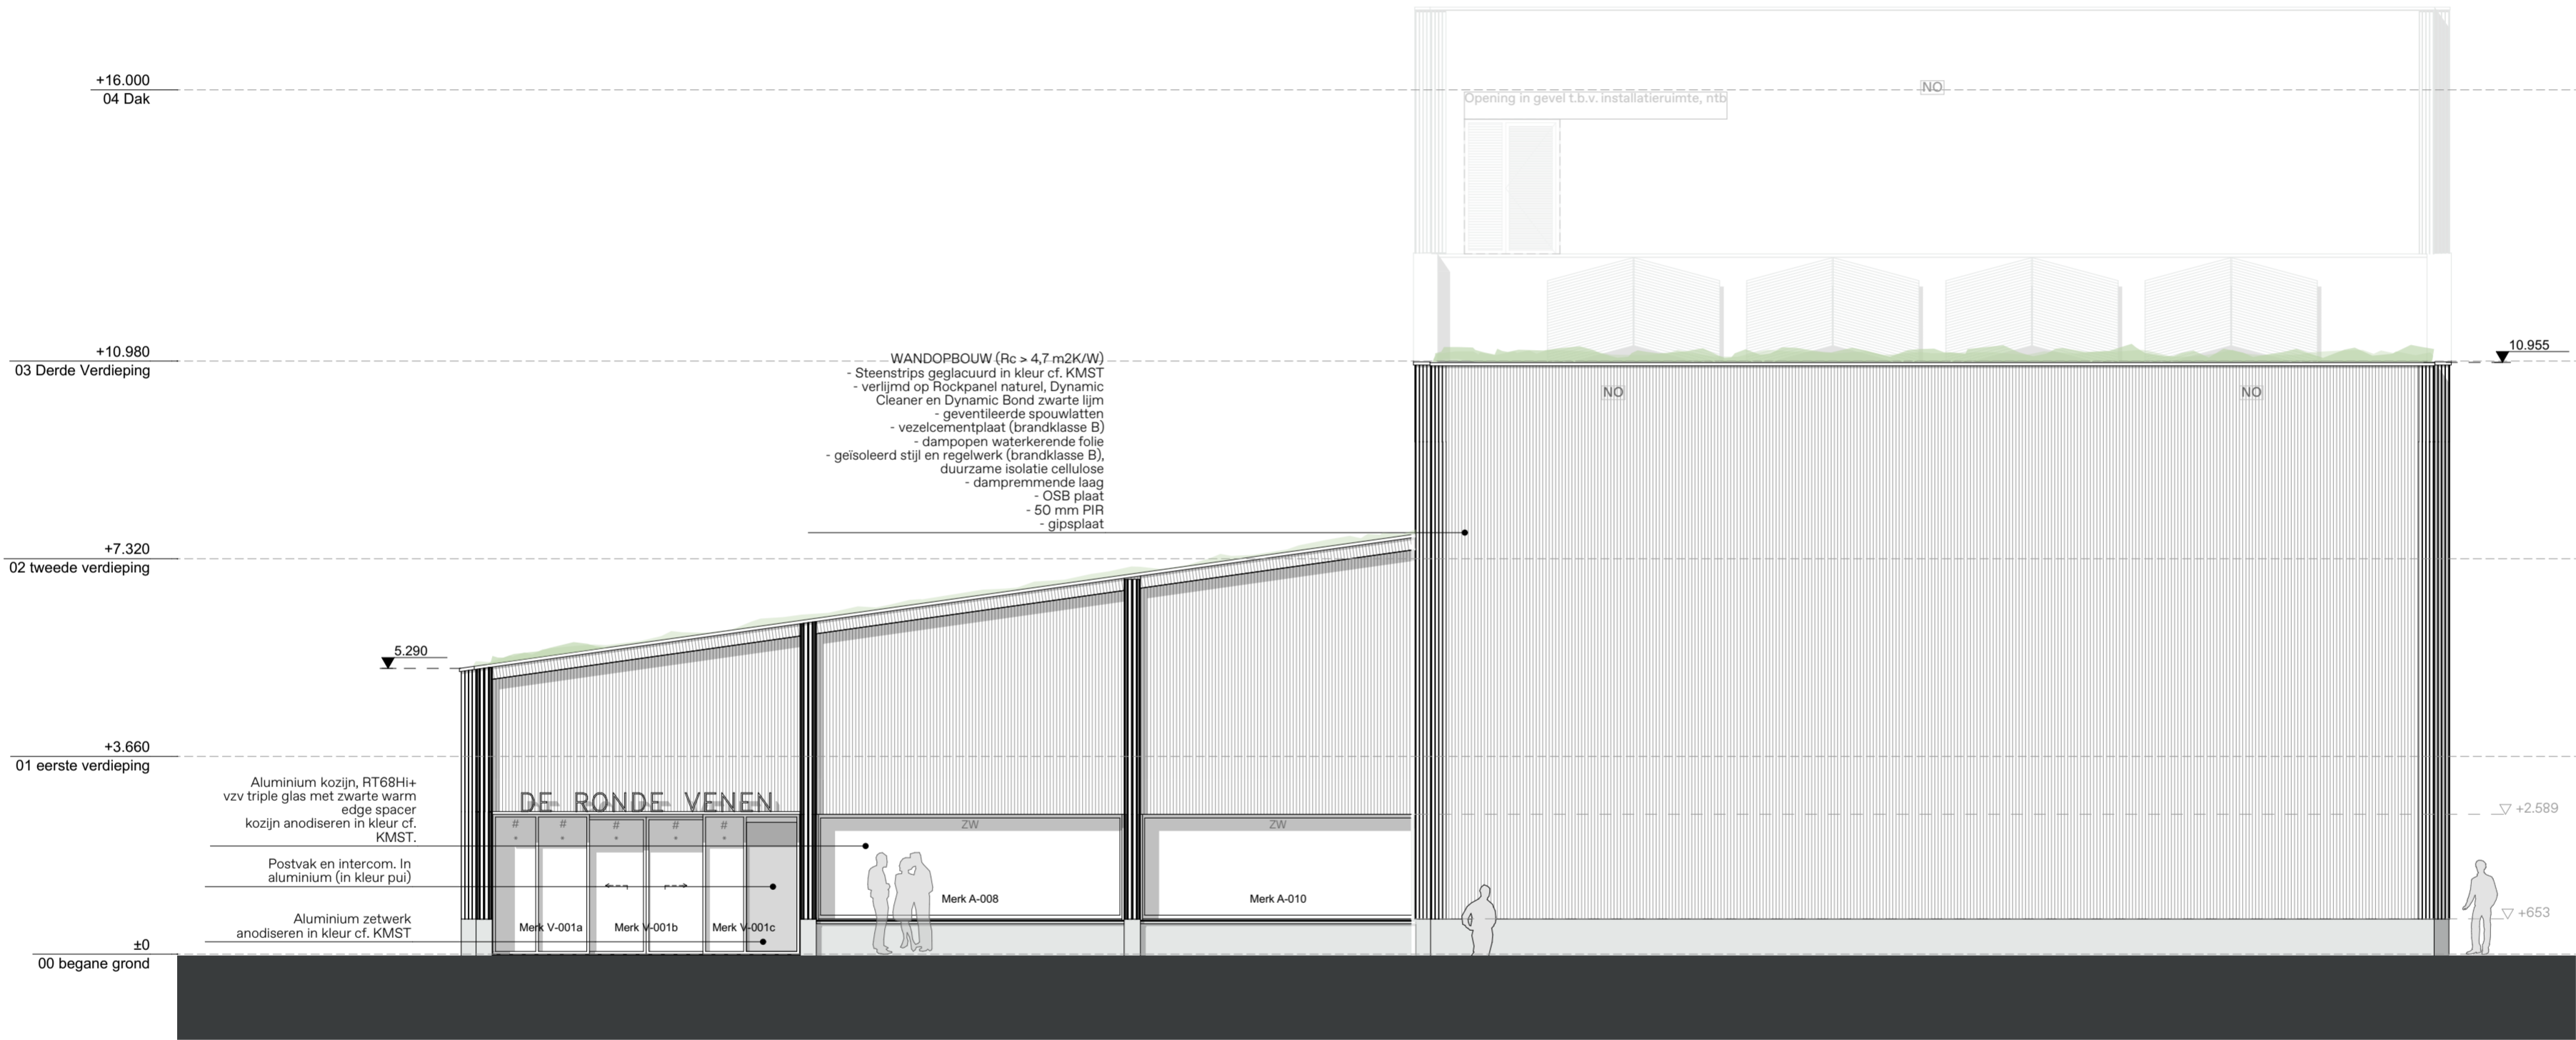 +16.000
04 Dak
NO
Opening in gevel t.b.v. installatieruimte, ntb
+10.980
03 Derde Verdieping
10.955
WANDOPBOUW (Rc > 4,7 m2K/W)
- Steenstrips geglacuurd in kleur cf. KMST
- verlijmd op Rockpanel naturel, Dynamic
Cleaner en Dynamic Bond zwarte lijm
- geventileerde spouwlatten
- vezelcementplaat (brandklasse B)
- dampopen waterkerende folie
- geïsoleerd stijl en regelwerk (brandklasse B),
duurzame isolatie cellulose
- dampremmende laag
- OSB plaat
- 50 mm PIR
- gipsplaat
NO
NO
+7.320
02 tweede verdieping
5.290
+3.660
01 eerste verdieping
Aluminium kozijn, RT68Hi+
vzv triple glas met zwarte warm
edge spacer
kozijn anodiseren in kleur cf.
KMST.
DE RONDE VENEN
# # # # #
* * * * *
ZW
ZW
+2.589
Postvak en intercom. In
aluminium (in kleur pui)
Merk A-008
Merk A-010
Aluminium zetwerk
anodiseren in kleur cf. KMST
Merk V-001a
Merk V-001b
Merk V-001c
+653
±0
00 begane grond